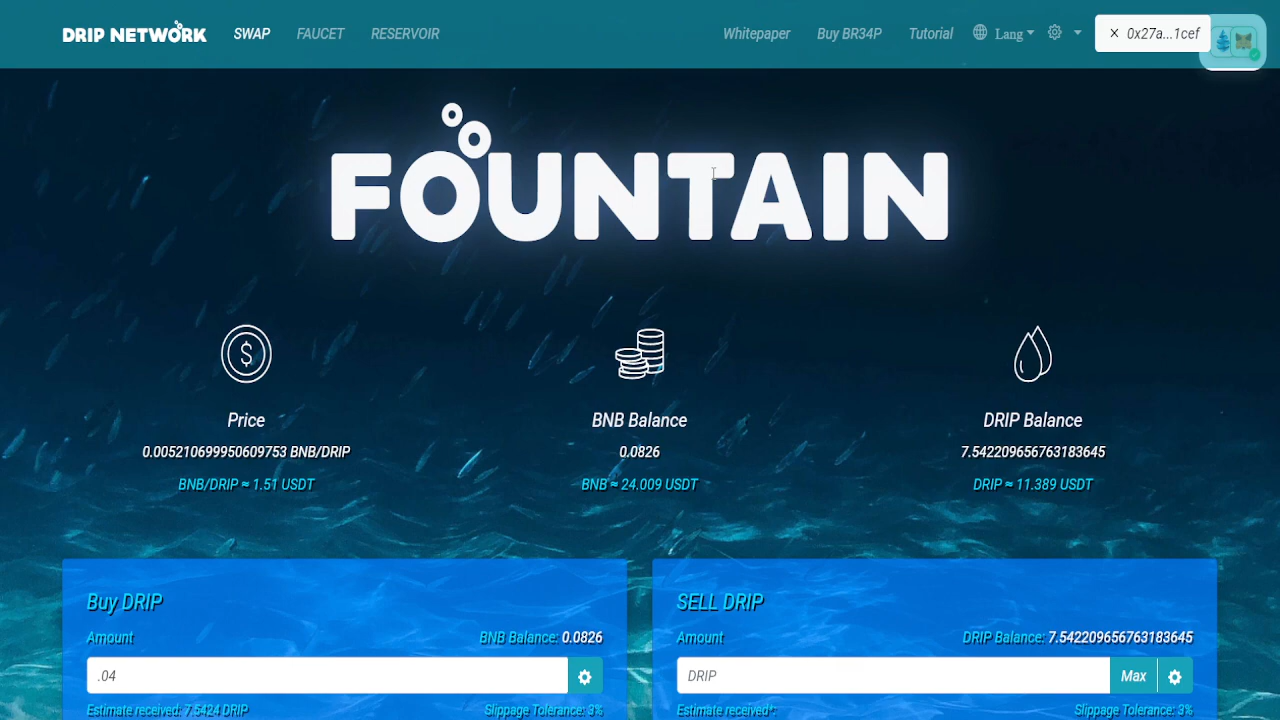 DRIP NETWORK SWAP FAUCET RESERVOIR Whitepaper Buy BR34P Tutorial Lang × 0x27a...1cef
FOUNTAIN
Price BNB Balance DRIP Balance
0.005210699950609753 BNB/DRIP 0.0826 7.542209656763183645
BNB/DRIP ≈ 1.51 USDT BNB ≈ 24.009 USDT DRIP ≈ 11.389 USDT
Buy DRIP
Amount BNB Balance: 0.0826
.04
Estimate received: 7.5424 DRIP Slippage Tolerance: 3%
SELL DRIP
Amount DRIP Balance: 7.542209656763183645
DRIP Max
Estimate received*: Slippage Tolerance: 3%